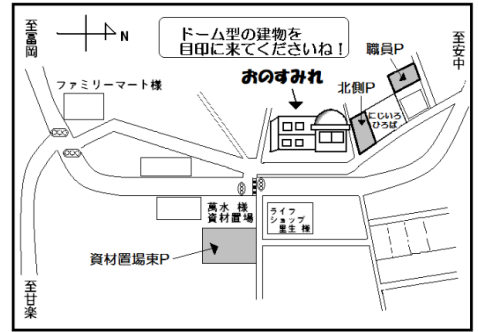 至富岡
N
ドーム型の建物を
目印に来てくださいね！
至安中
職員P
ファミリーマート様
おのすみれ
北側P
にじいろ
ひろば
萬水 様
資材置場
ライフ
ショップ
里生 様
資材置場東P
至甘楽